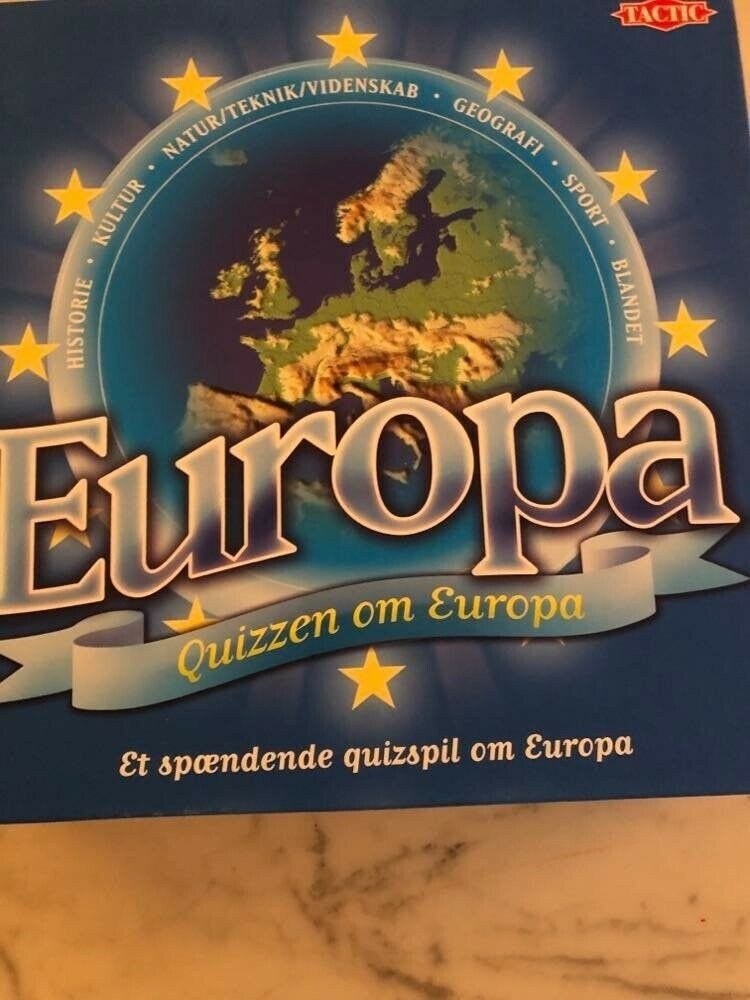 TACTIC
HISTORIE · KULTUR · NATUR/TEKNIK/VIDENSKAB · GEOGRAFI · SPORT · BLANDET
Europa
Quizzen om Europa
Et spændende quizspil om Europa